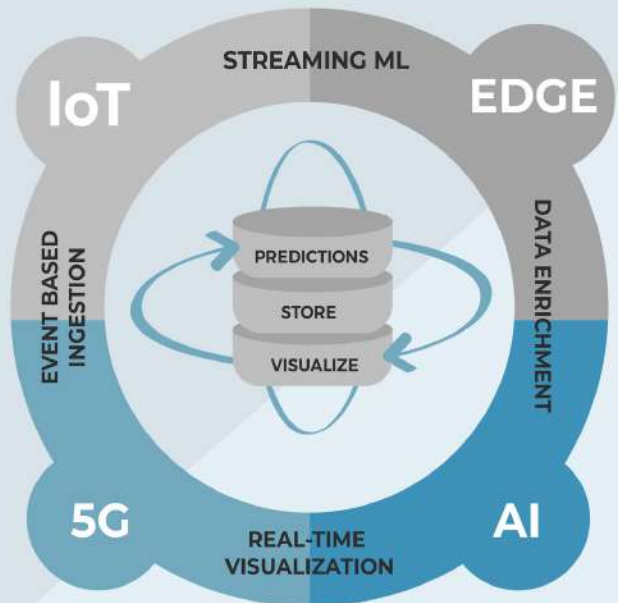 STREAMING ML
IoT
EDGE
EVENT BASED
INGESTION
PREDICTIONS
STORE
VISUALIZE
DATA ENRICHMENT
5G
AI
REAL-TIME
VISUALIZATION